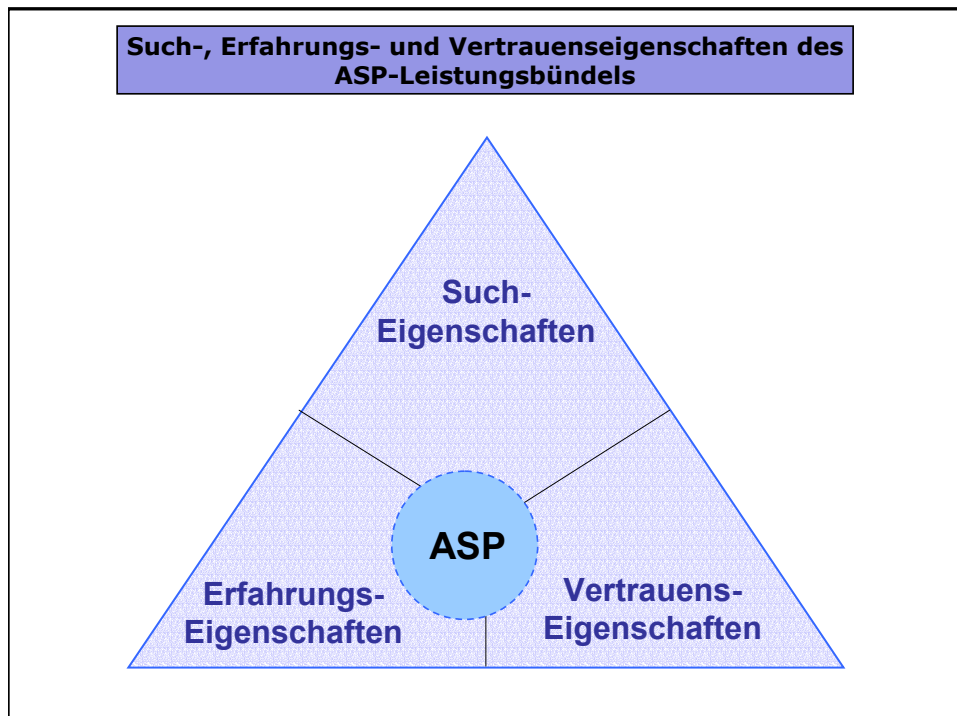 Such-, Erfahrungs- und Vertrauenseigenschaften des
ASP-Leistungsbündels
Such-
Eigenschaften
ASP
Erfahrungs-
Eigenschaften
Vertrauens-
Eigenschaften